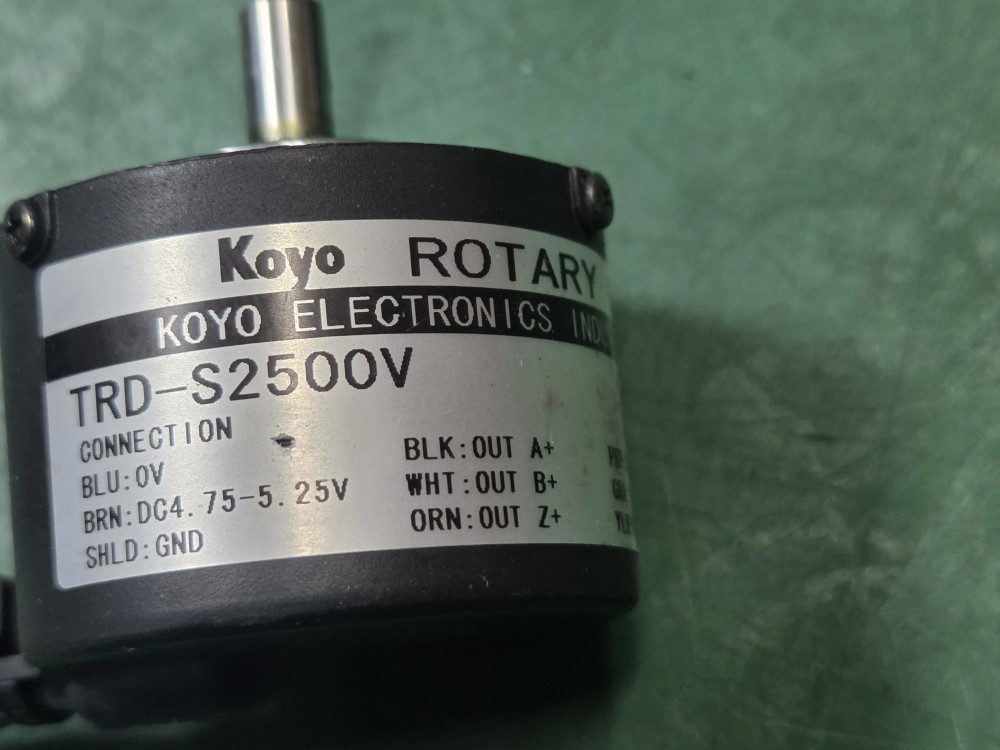 Koyo ROTARY
KOYO ELECTRONICS
TRD-S2500V
CONNECTION
BLU:0V
BRN:DC4.75-5.25V
SHLD:GND
BLK:OUT A+
WHT:OUT B+
ORN:OUT Z+